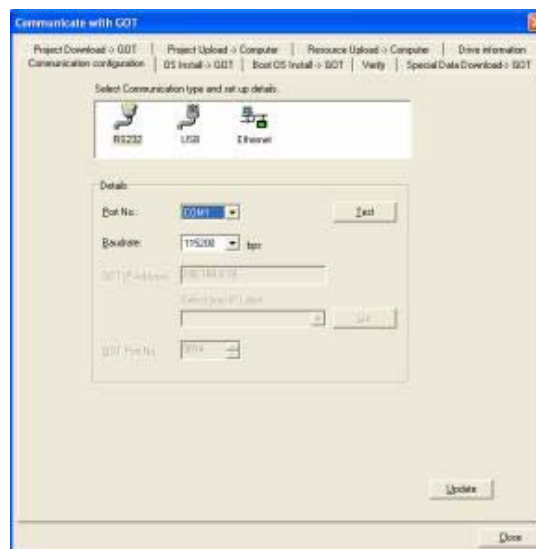 Communicate with GOT
Project Download -> GOT
Project Upload -> Computer
Resource Upload -> Computer
Drive information
Communication configuration
OS Install -> GOT
Boot OS Install -> GOT
Verify
Special Data Download -> GOT
Select Communication type and set up details.
RS232
USB
Ethernet
Details
Port No.:
COM1
Test
Baudrate:
115200
bps
GOT IP Address:
Select from IP Label
Set
GOT Port No.:
Update
Close